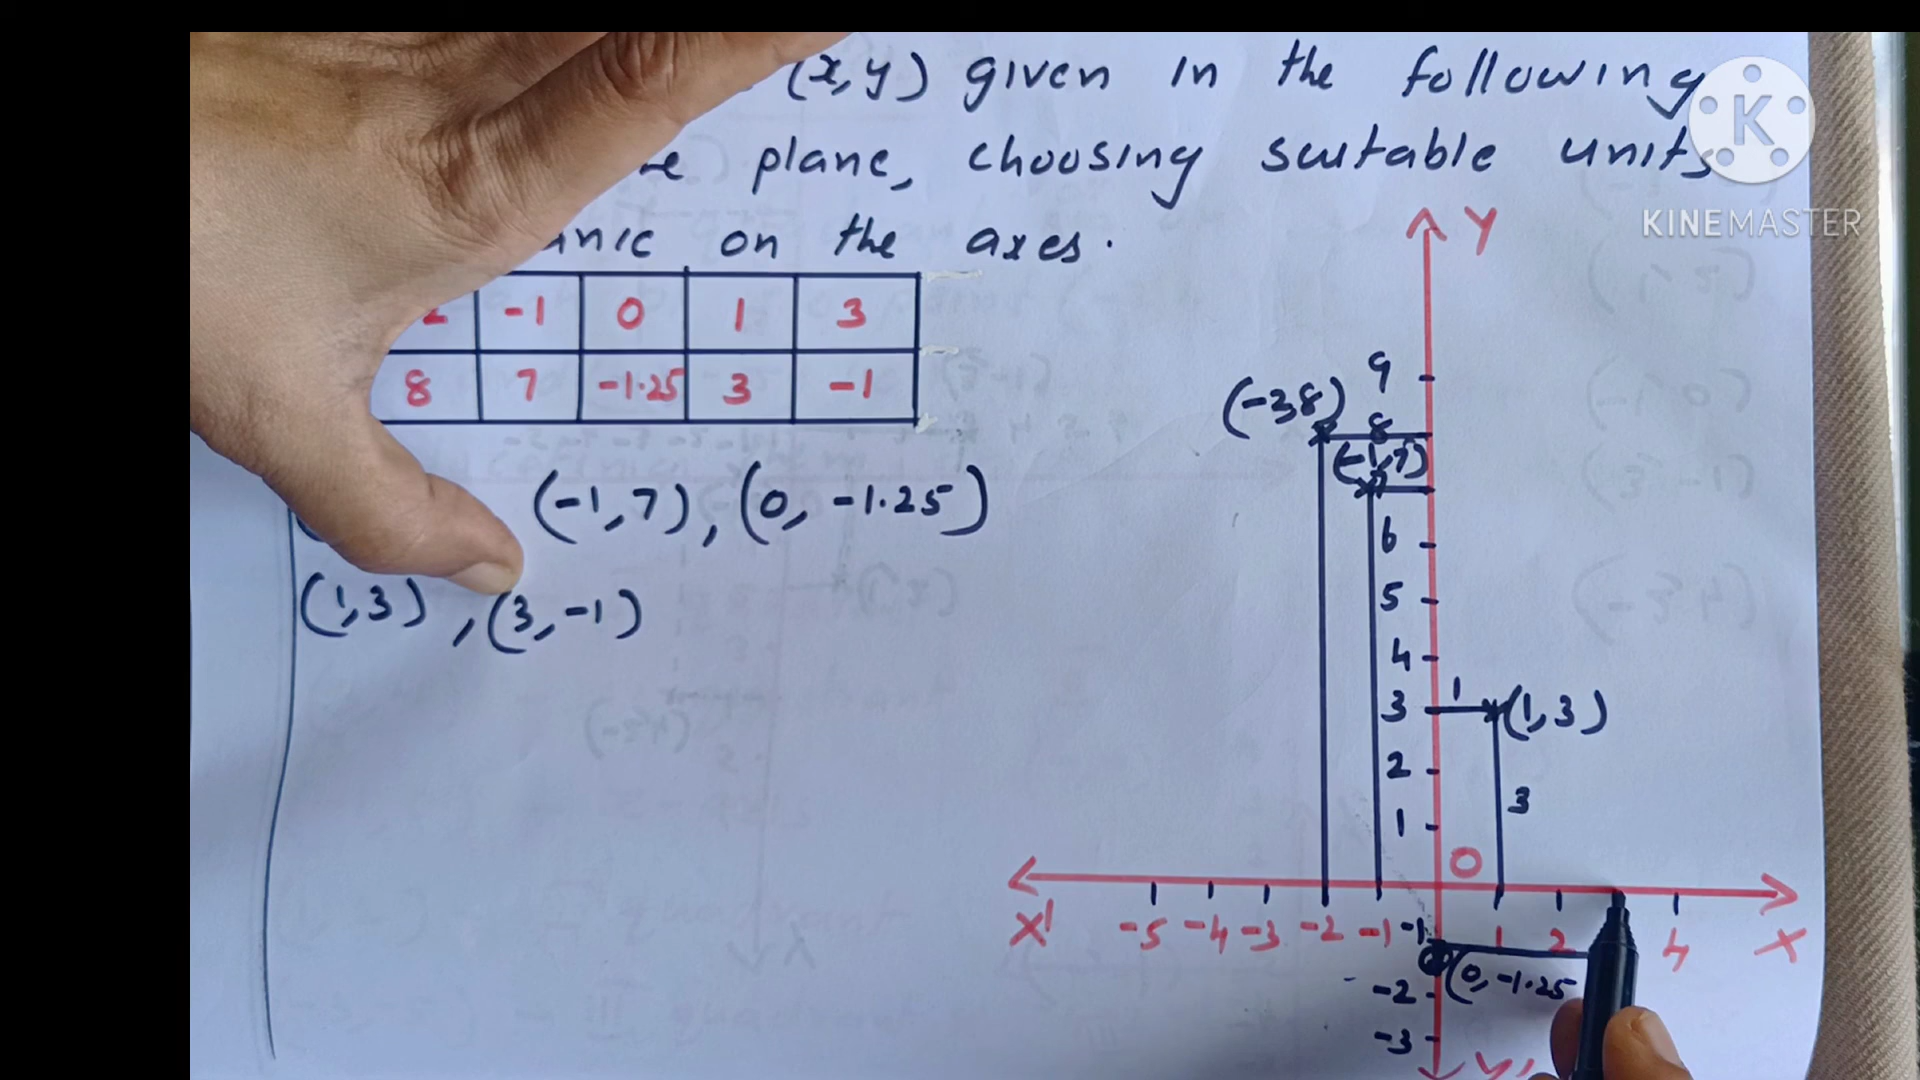 (x,y) given in the following
plane, choosing suitable units
on the axes.
-1 0 1 3
8 7 -1.25 3 -1
(-1,7), (0, -1.25)
(1,3), (3,-1)
K
KINEMASTER
Y
9
(-3,8) 8
(-1,7)
6
5
4
3 1 (1,3)
2
3
1
O
X' -5 -4 -3 -2 -1 -1 1 2 4 X
(0, -1.25
-2
-3